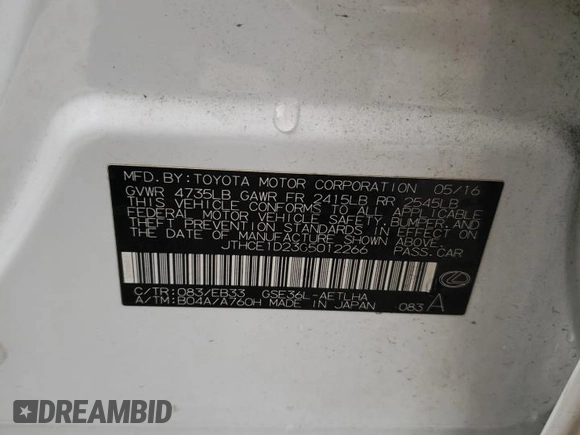 MFD. BY: TOYOTA MOTOR CORPORATION 05/16
GVWR 4735LB GAWR FR 2415LB RR 2545LB
THIS VEHICLE CONFORMS TO ALL APPLICABLE
FEDERAL MOTOR VEHICLE SAFETY, BUMPER, AND
THEFT PREVENTION STANDARDS IN EFFECT ON
THE DATE OF MANUFACTURE SHOWN ABOVE.
JTHCE1D23G5012266 PASS.CAR
C/TR:083/EB33 GSE36L-AETLHA
A/TM:B04A/A760H MADE IN JAPAN 083 A
DREAMBID